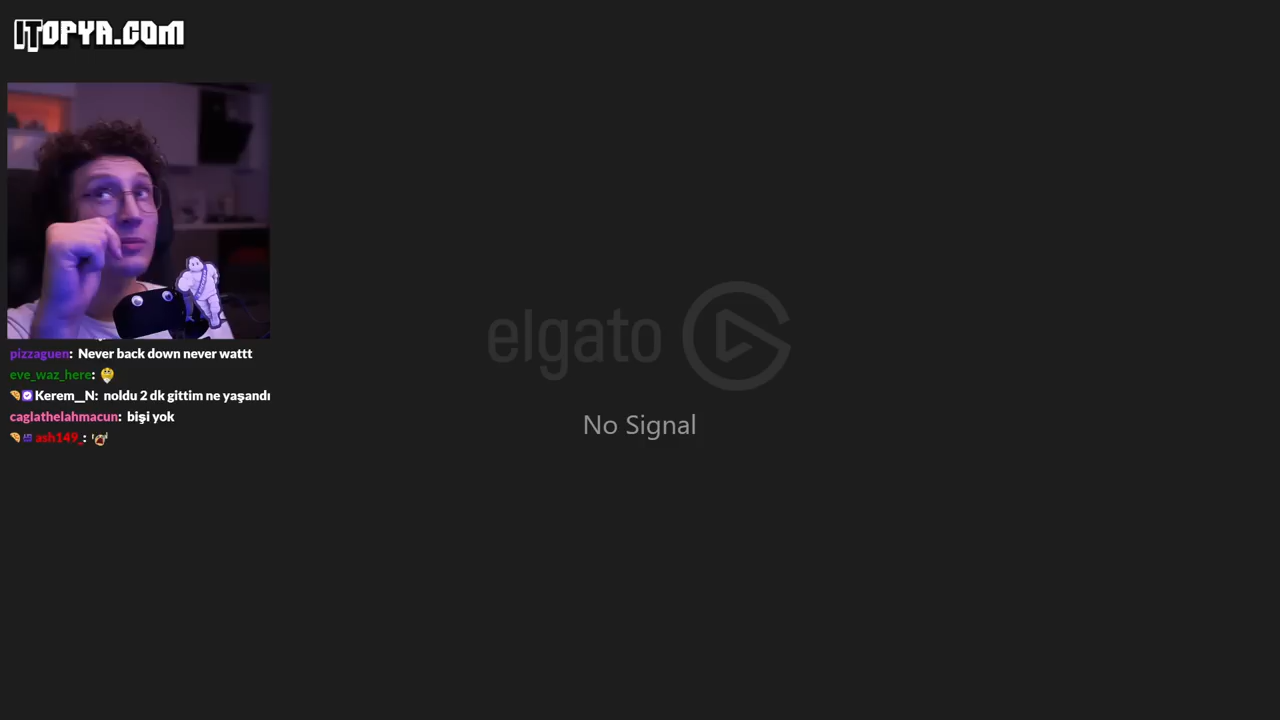 ITOPYA.COM
pizzaguen: Never back down never wattt
eve_waz_here:
Kerem__N: noldu 2 dk gittim ne yaşandı
caglathelahmacun: bişi yok
ash149_:
elgato
No Signal